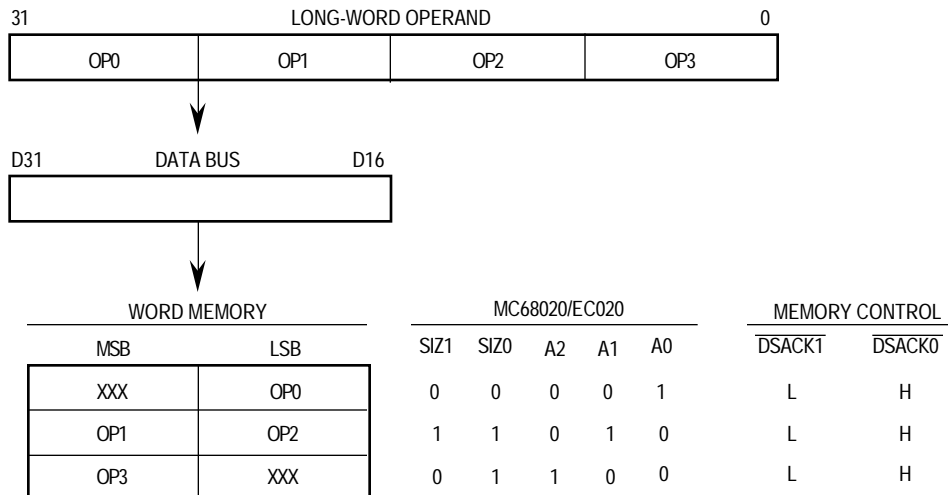 31 LONG-WORD OPERAND 0
OP0 OP1 OP2 OP3
D31 DATA BUS D16
WORD MEMORY MC68020/EC020 MEMORY CONTROL
MSB LSB SIZ1 SIZ0 A2 A1 A0 DSACK1 DSACK0
XXX OP0 0 0 0 0 1 L H
OP1 OP2 1 1 0 1 0 L H
OP3 XXX 0 1 1 0 0 L H